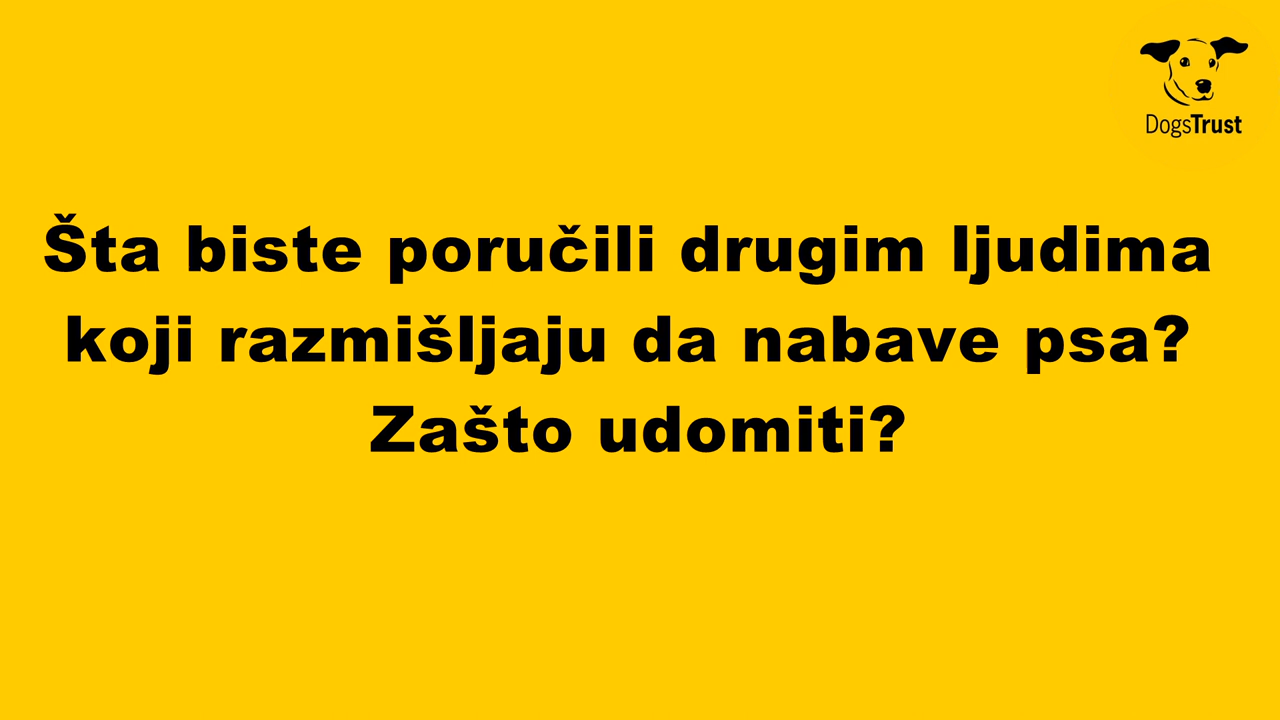 DogsTrust
Šta biste poručili drugim ljudima
koji razmišljaju da nabave psa?
Zašto udomiti?